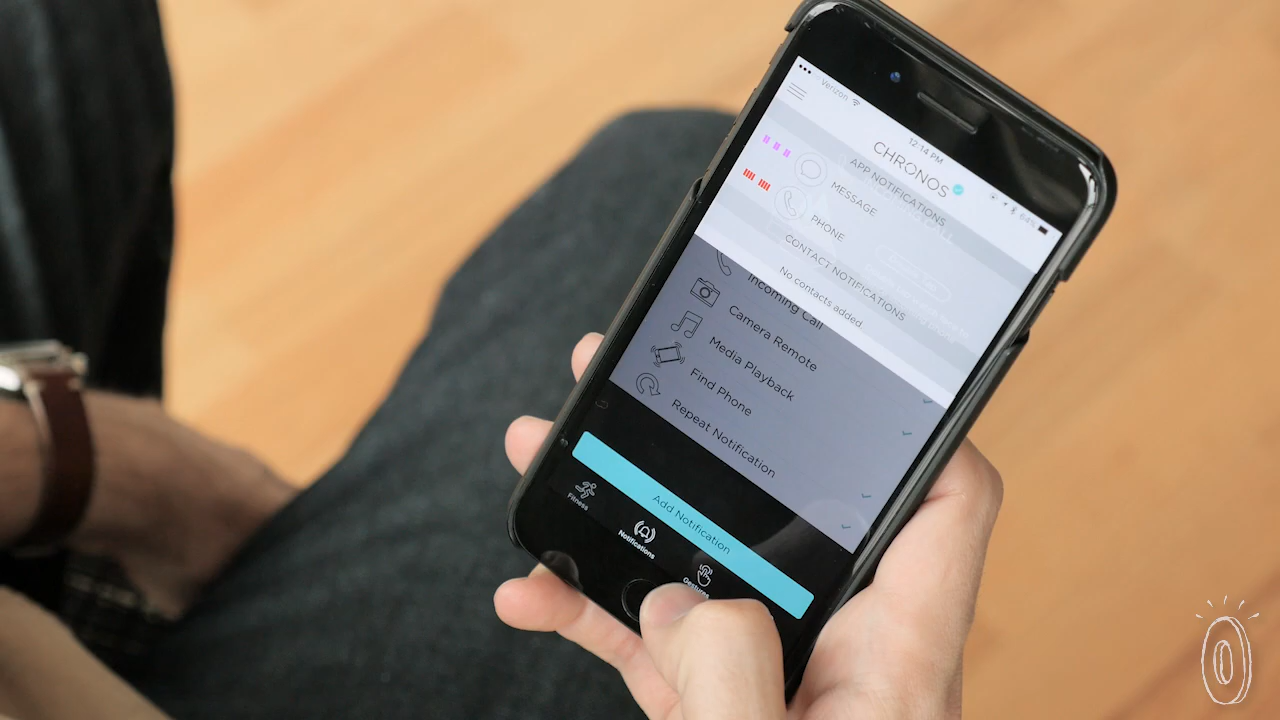 Verizon
12:14 PM
64%
CHRONOS
APP NOTIFICATIONS
MESSAGE
PHONE
CONTACT NOTIFICATIONS
No contacts added
Incoming Call
Camera Remote
Media Playback
Find Phone
Repeat Notification
Add Notification
Fitness
Notifications
Gestures